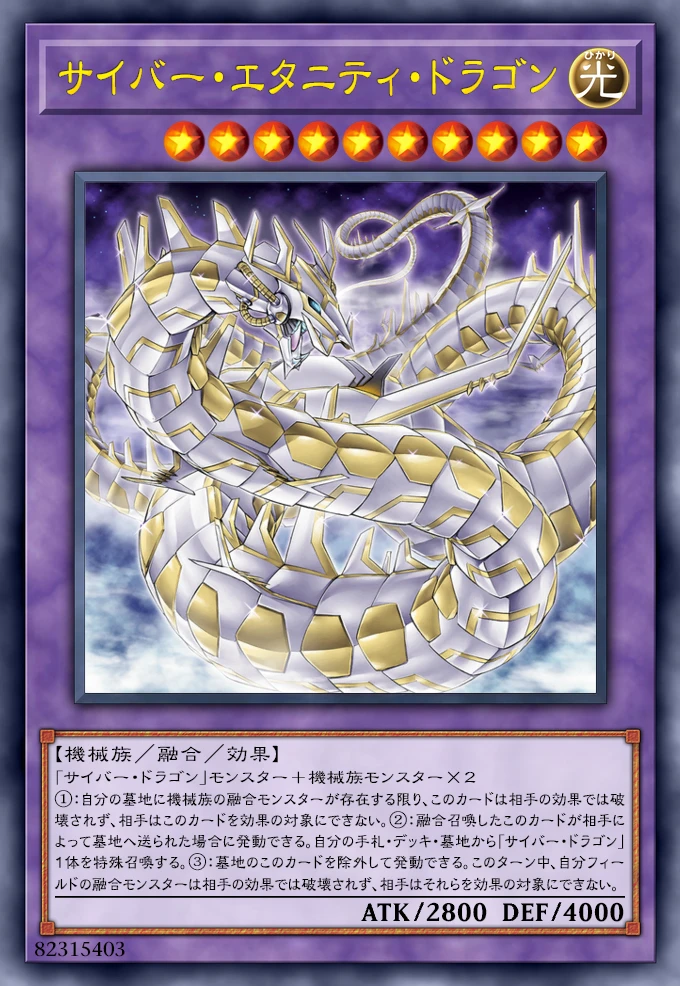 サイバー・エタニティ・ドラゴン
ひかり
光
【機械族／融合／効果】
「サイバー・ドラゴン」モンスター＋機械族モンスター×２
①：自分の墓地に機械族の融合モンスターが存在する限り、このカードは相手の効果では破
壊されず、相手はこのカードを効果の対象にできない。②：融合召喚したこのカードが相手に
よって墓地へ送られた場合に発動できる。自分の手札・デッキ・墓地から「サイバー・ドラゴン」
１体を特殊召喚する。③：墓地のこのカードを除外して発動できる。このターン中、自分フィー
ルドの融合モンスターは相手の効果では破壊されず、相手はそれらを効果の対象にできない。
ATK/2800 DEF/4000
82315403